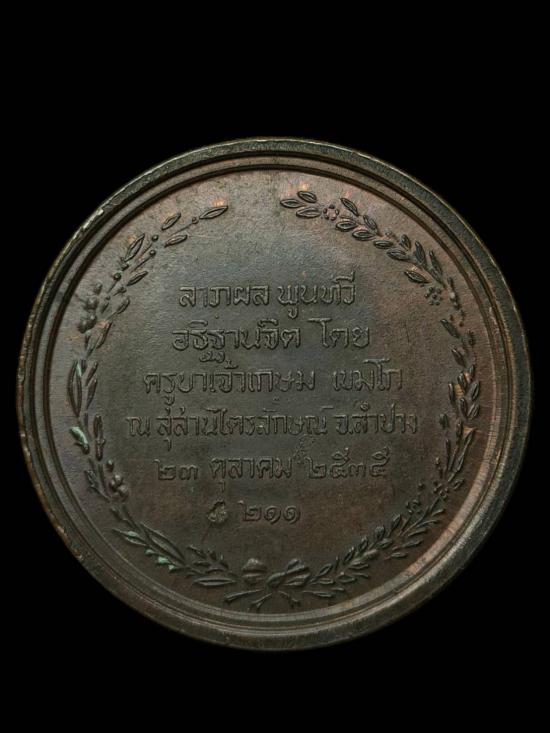 ลาภผล พูนทวี
อธิฐานจิต โดย
ครูบาเจ้าเกษม เขมโก
ณ สุสานไตรลักษณ์ จ.ลำปาง
๒๓ ตุลาคม ๒๕๓๕
๒๑๑